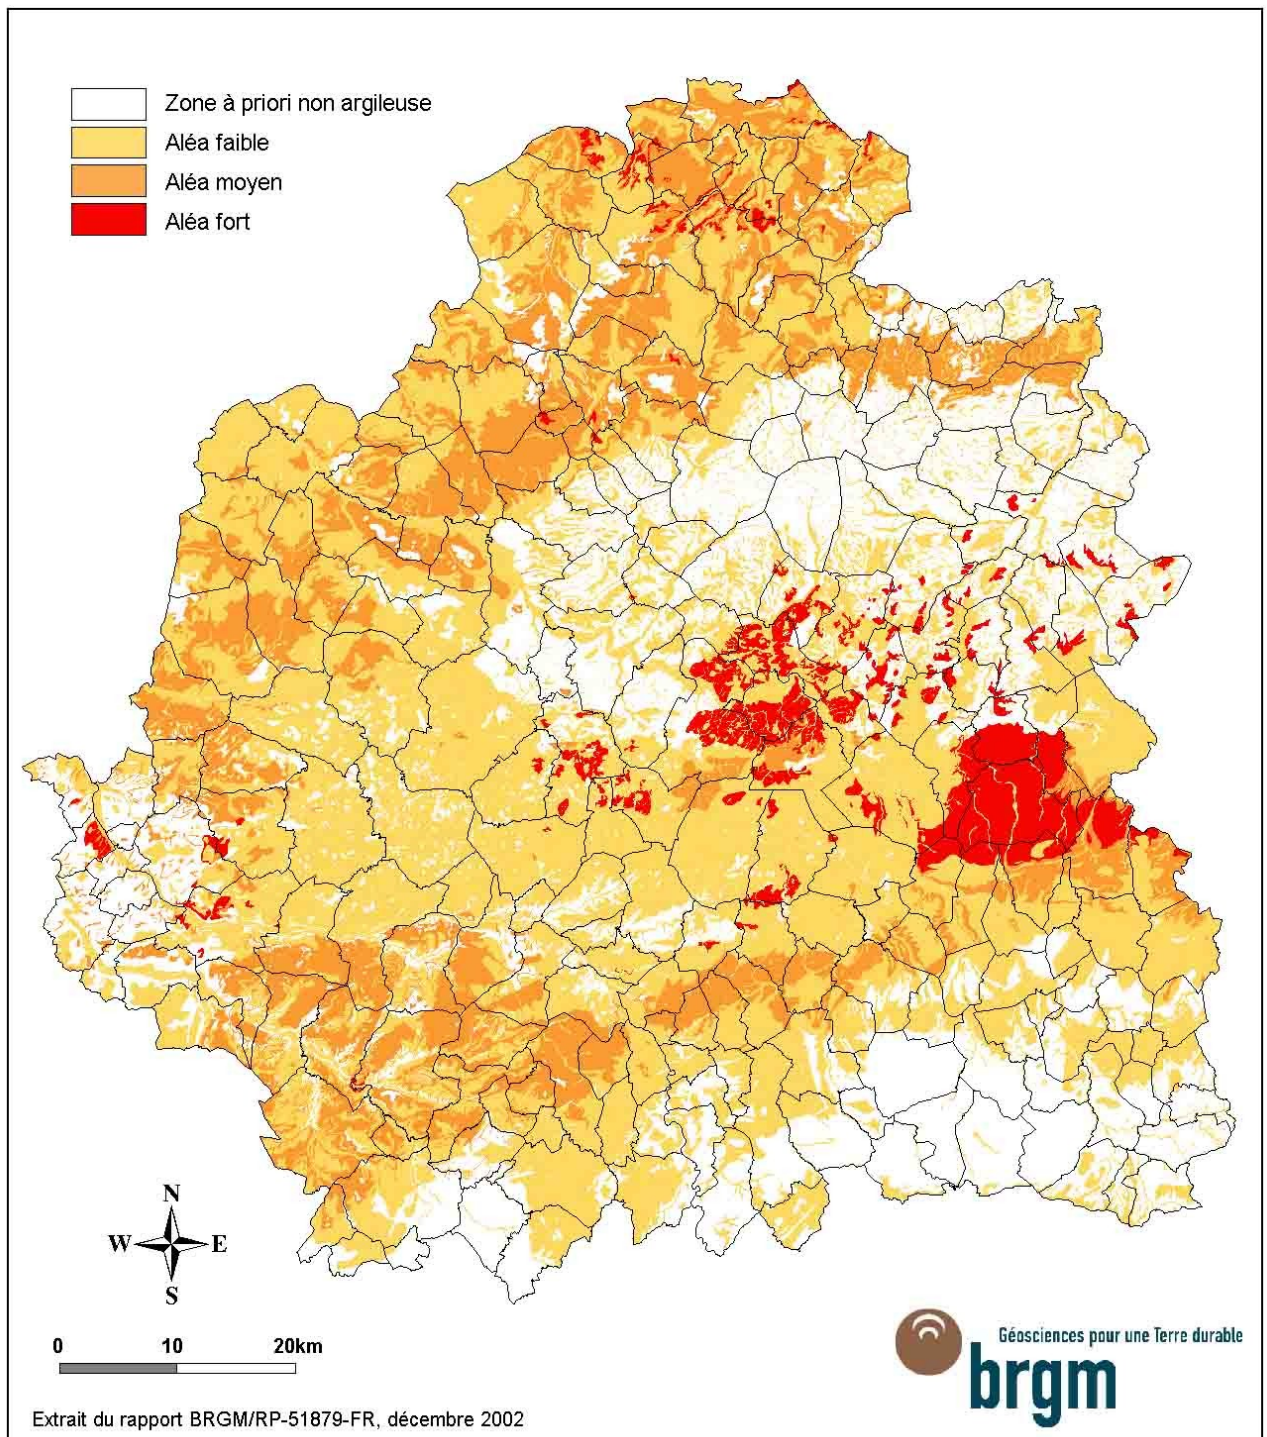 Zone à priori non argileuse
Aléa faible
Aléa moyen
Aléa fort
N
W E
S
0 10 20km
Géosciences pour une Terre durable
brgm
Extrait du rapport BRGM/RP-51879-FR, décembre 2002